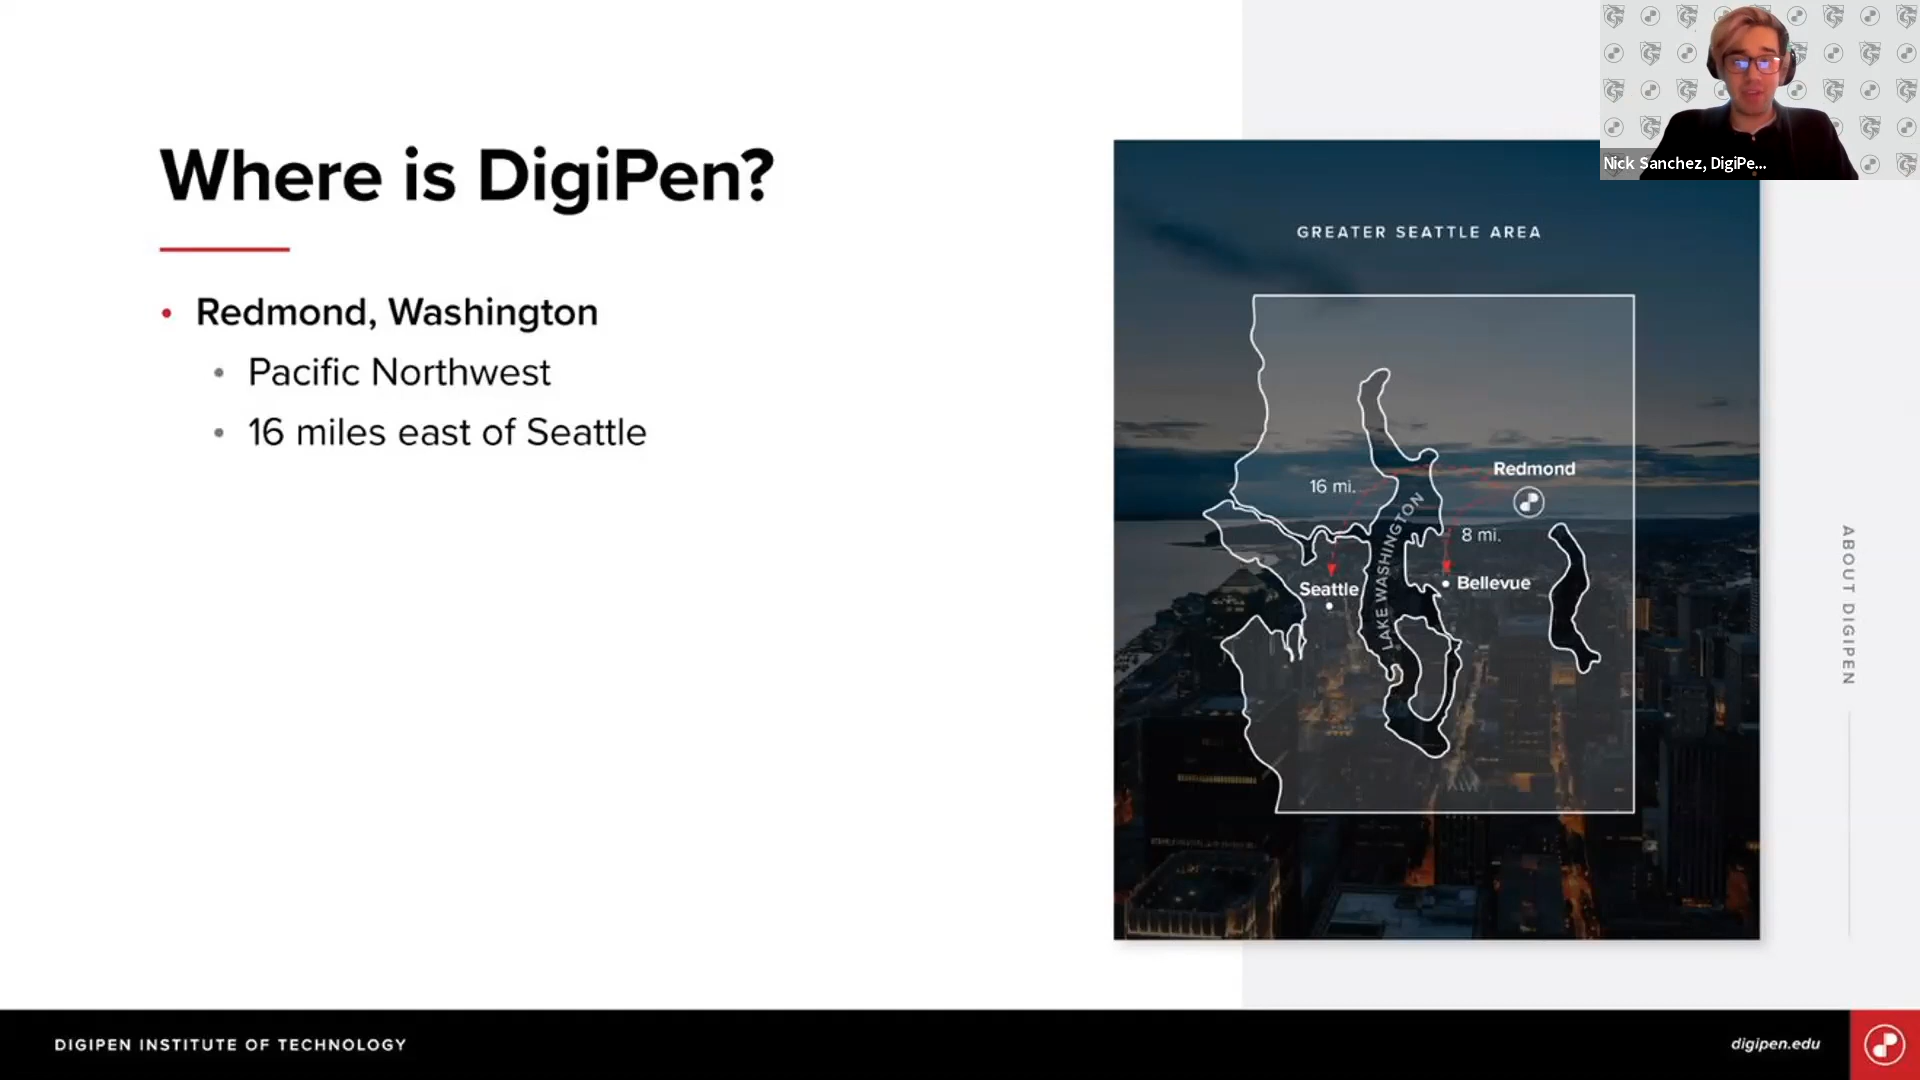 Nick Sanchez, DigiPe...
Where is DigiPen?
Redmond, Washington
Pacific Northwest
16 miles east of Seattle
GREATER SEATTLE AREA
Redmond
16 mi.
8 mi.
LAKE WASHINGTON
Seattle
Bellevue
ABOUT DIGIPEN
DIGIPEN INSTITUTE OF TECHNOLOGY
digipen.edu